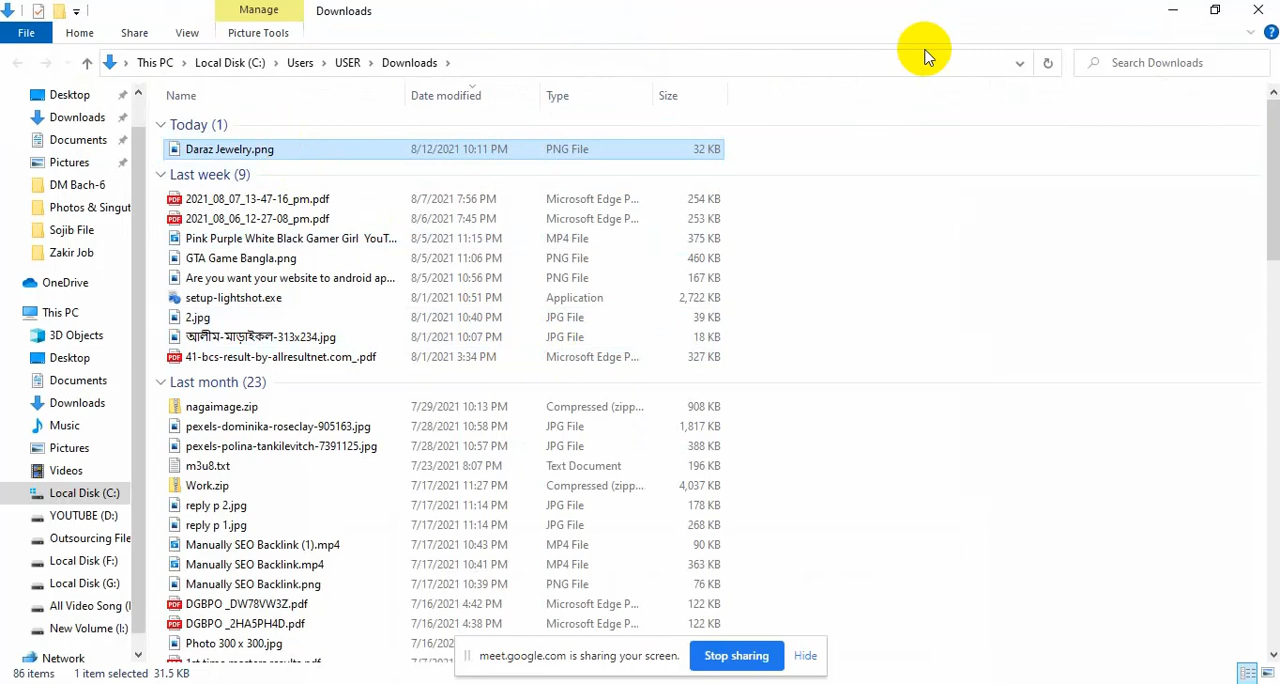 Manage
Downloads
File
Home
Share
View
Picture Tools
This PC
Local Disk (C:)
Users
USER
Downloads
Search Downloads
Name
Date modified
Type
Size
Desktop
Downloads
Documents
Pictures
DM Bach-6
Photos & Singut
Sojib File
Zakir Job
OneDrive
This PC
3D Objects
Desktop
Documents
Downloads
Music
Pictures
Videos
Local Disk (C:)
YOUTUBE (D:)
Outsourcing File
Local Disk (F:)
Local Disk (G:)
All Video Song (I
New Volume (I:)
Network
Today (1)
Daraz Jewelry.png 8/12/2021 10:11 PM PNG File 32 KB
Last week (9)
2021_08_07_13-47-16_pm.pdf 8/7/2021 7:56 PM Microsoft Edge P... 254 KB
2021_08_06_12-27-08_pm.pdf 8/6/2021 7:45 PM Microsoft Edge P... 253 KB
Pink Purple White Black Gamer Girl YouT... 8/5/2021 11:15 PM MP4 File 375 KB
GTA Game Bangla.png 8/5/2021 11:06 PM PNG File 460 KB
Are you want your website to android ap... 8/5/2021 10:56 PM PNG File 167 KB
setup-lightshot.exe 8/1/2021 10:51 PM Application 2,722 KB
2.jpg 8/1/2021 10:40 PM JPG File 39 KB
আলীম-মাড়াইকল-313x234.jpg 8/1/2021 10:07 PM JPG File 18 KB
41-bcs-result-by-allresultnet.com_.pdf 8/1/2021 3:34 PM Microsoft Edge P... 327 KB
Last month (23)
nagaimage.zip 7/29/2021 10:13 PM Compressed (zipp... 908 KB
pexels-dominika-roseclay-905163.jpg 7/28/2021 10:58 PM JPG File 1,817 KB
pexels-polina-tankilevitch-7391125.jpg 7/28/2021 10:57 PM JPG File 388 KB
m3u8.txt 7/23/2021 8:07 PM Text Document 196 KB
Work.zip 7/17/2021 11:27 PM Compressed (zipp... 4,037 KB
reply p 2.jpg 7/17/2021 11:14 PM JPG File 178 KB
reply p 1.jpg 7/17/2021 11:14 PM JPG File 268 KB
Manually SEO Backlink (1).mp4 7/17/2021 10:43 PM MP4 File 90 KB
Manually SEO Backlink.mp4 7/17/2021 10:41 PM MP4 File 363 KB
Manually SEO Backlink.png 7/17/2021 10:39 PM PNG File 76 KB
DGBPO _DW78VW3Z.pdf 7/16/2021 4:42 PM Microsoft Edge P... 122 KB
DGBPO _2HA5PH4D.pdf 7/16/2021 4:38 PM Microsoft Edge P... 122 KB
Photo 300 x 300.jpg 7/16
meet.google.com is sharing your screen.
Stop sharing
Hide
86 items 1 item selected 31.5 KB